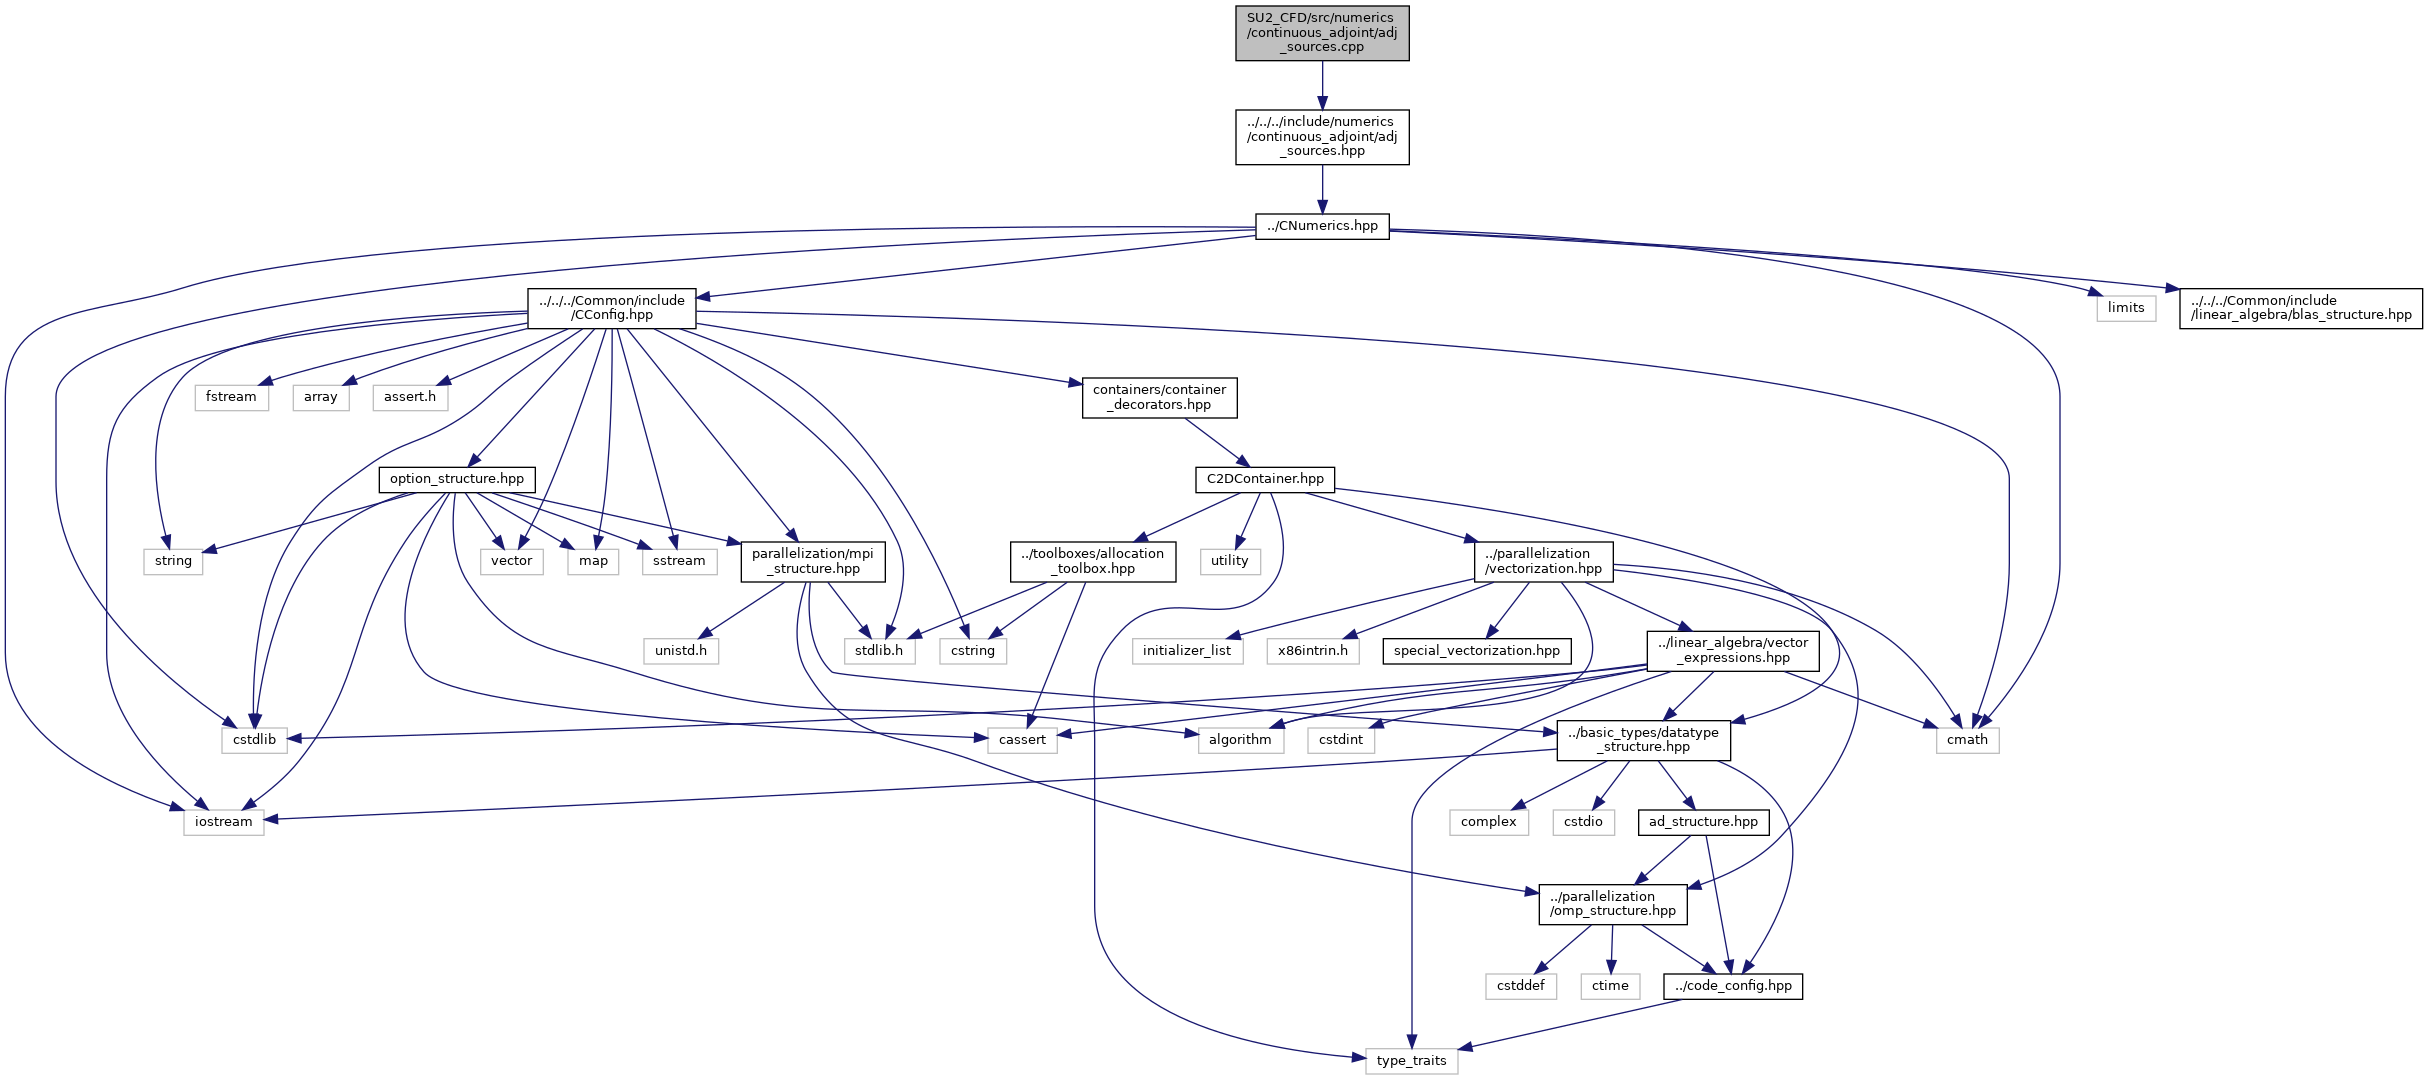 SU2_CFD/src/numerics
/continuous_adjoint/adj
_sources.cpp
../../../include/numerics
/continuous_adjoint/adj
_sources.hpp
../CNumerics.hpp
../../../Common/include
/CConfig.hpp
limits
../../../Common/include
/linear_algebra/blas_structure.hpp
fstream
array
assert.h
containers/container
_decorators.hpp
option_structure.hpp
C2DContainer.hpp
string
vector
map
sstream
parallelization/mpi
_structure.hpp
../toolboxes/allocation
_toolbox.hpp
utility
../parallelization
/vectorization.hpp
unistd.h
stdlib.h
cstring
initializer_list
x86intrin.h
special_vectorization.hpp
../linear_algebra/vector
_expressions.hpp
cstdlib
cassert
algorithm
cstdint
../basic_types/datatype
_structure.hpp
cmath
iostream
complex
cstdio
ad_structure.hpp
../parallelization
/omp_structure.hpp
cstddef
ctime
../code_config.hpp
type_traits